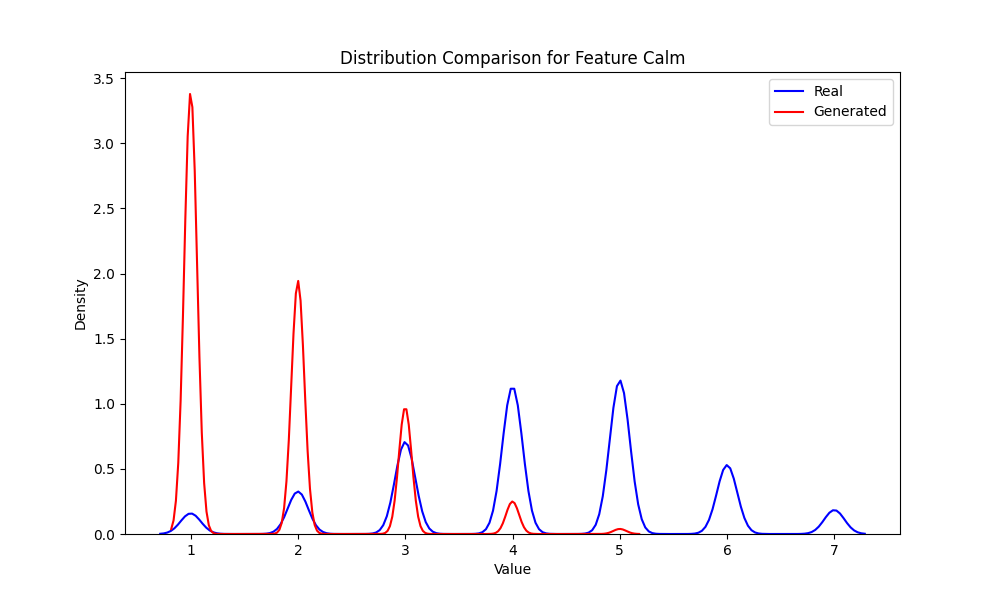 Distribution Comparison for Feature Calm
Real
Generated
3.5
3.0
2.5
2.0
1.5
1.0
0.5
0.0
Density
1 2 3 4 5 6 7
Value